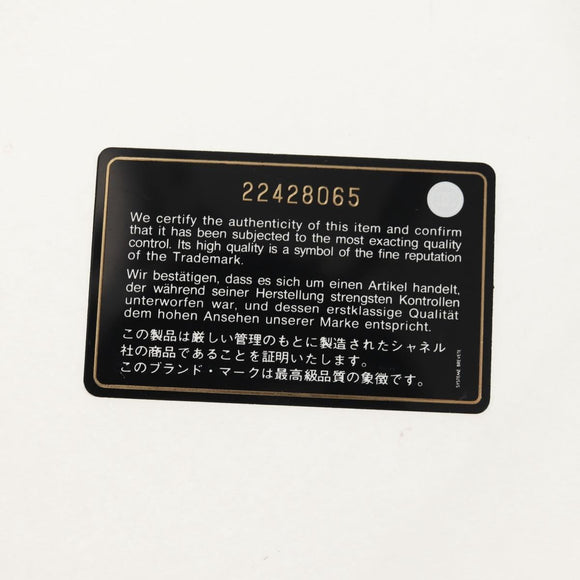 22428065
We certify the authenticity of this item and confirm
that it has been subjected to the most exacting quality
control. Its high quality is a symbol of the fine reputation
of the Trademark.
Wir bestätigen, dass es sich um einen Artikel handelt,
der während seiner Herstellung strengsten Kontrollen
unterworfen war, und dessen erstklassige Qualität
dem hohen Ansehen unserer Marke entspricht.
この製品は厳しい管理のもとに製造されたシャネル
社の商品であることを証明いたします。
このブランド・マークは最高級品質の象徴です。